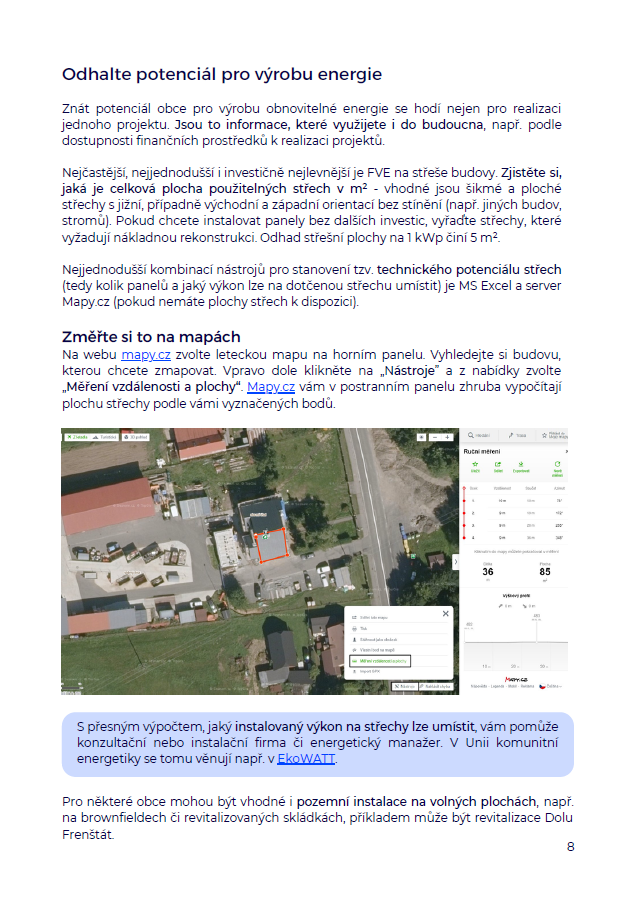 Odhalte potenciál pro výrobu energie
Znát potenciál obce pro výrobu obnovitelné energie se hodí nejen pro realizaci
jednoho projektu. Jsou to informace, které využijete i do budoucna, např. podle
dostupnosti finančních prostředků k realizaci projektů.
Nejčastější, nejjednodušší i investičně nejlevnější je FVE na střeše budovy. Zjistěte si,
jaká je celková plocha použitelných střech v m² - vhodné jsou šikmé a ploché
střechy s jižní, případně východní a západní orientací bez stínění (např. jiných budov,
stromů). Pokud chcete instalovat panely bez dalších investic, vyřaďte střechy, které
vyžadují nákladnou rekonstrukci. Odhad střešní plochy na 1 kWp činí 5 m².
Nejjednodušší kombinací nástrojů pro stanovení tzv. technického potenciálu střech
(tedy kolik panelů a jaký výkon lze na dotčenou střechu umístit) je MS Excel a server
Mapy.cz (pokud nemáte plochy střech k dispozici).
Změřte si to na mapách
Na webu mapy.cz zvolte leteckou mapu na horním panelu. Vyhledejte si budovu,
kterou chcete zmapovat. Vpravo dole klikněte na „Nástroje” a z nabídky zvolte
„Měření vzdálenosti a plochy“. Mapy.cz vám v postranním panelu zhruba vypočítají
plochu střechy podle vámi vyznačených bodů.
Hledání
Trasa
Ruční měření
Výškový profil
36
85
Tisk
Měření vzdálenosti a plochy
Nástroje
Mapy.cz
S přesným výpočtem, jaký instalovaný výkon na střechy lze umístit, vám pomůže
konzultační nebo instalační firma či energetický manažer. V Unii komunitní
energetiky se tomu věnují např. v EkoWATT.
Pro některé obce mohou být vhodné i pozemní instalace na volných plochách, např.
na brownfieldech či revitalizovaných skládkách, příkladem může být revitalizace Dolu
Frenštát.
8